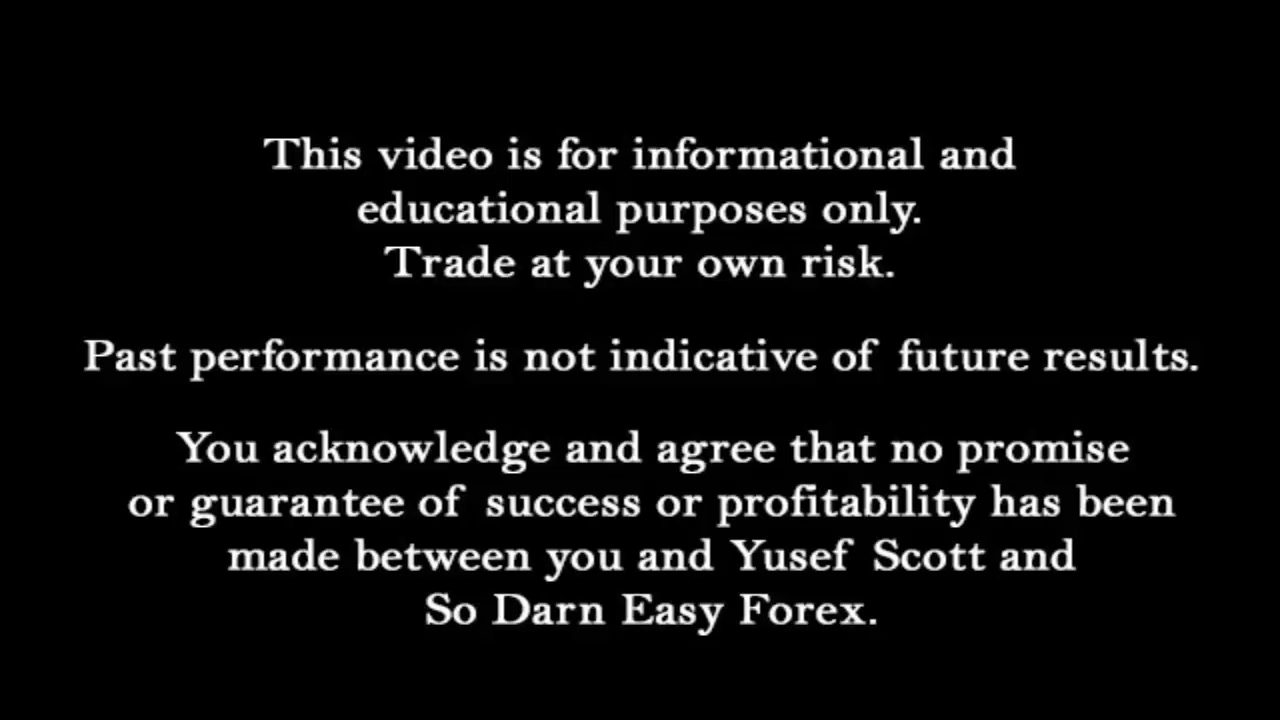 This video is for informational and
educational purposes only.
Trade at your own risk.
Past performance is not indicative of future results.
You acknowledge and agree that no promise
or guarantee of success or profitability has been
made between you and Yusef Scott and
So Darn Easy Forex.